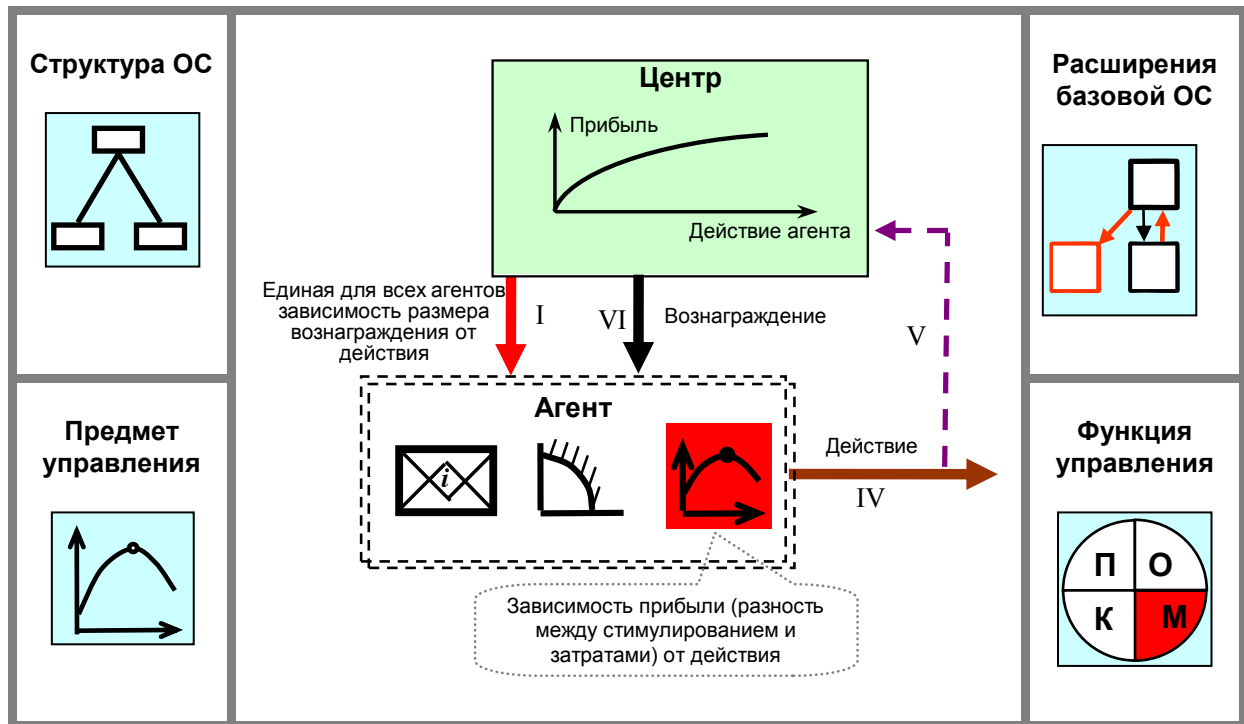 Структура ОС
Предмет
управления
Центр
Прибыль
Действие агента
Единая для всех агентов
зависимость размера
вознаграждения от
действия
I
VI
Вознаграждение
V
Агент
i
Действие
IV
Зависимость прибыли (разность
между стимулированием и
затратами) от действия
Расширения
базовой ОС
Функция
управления
П О
К М